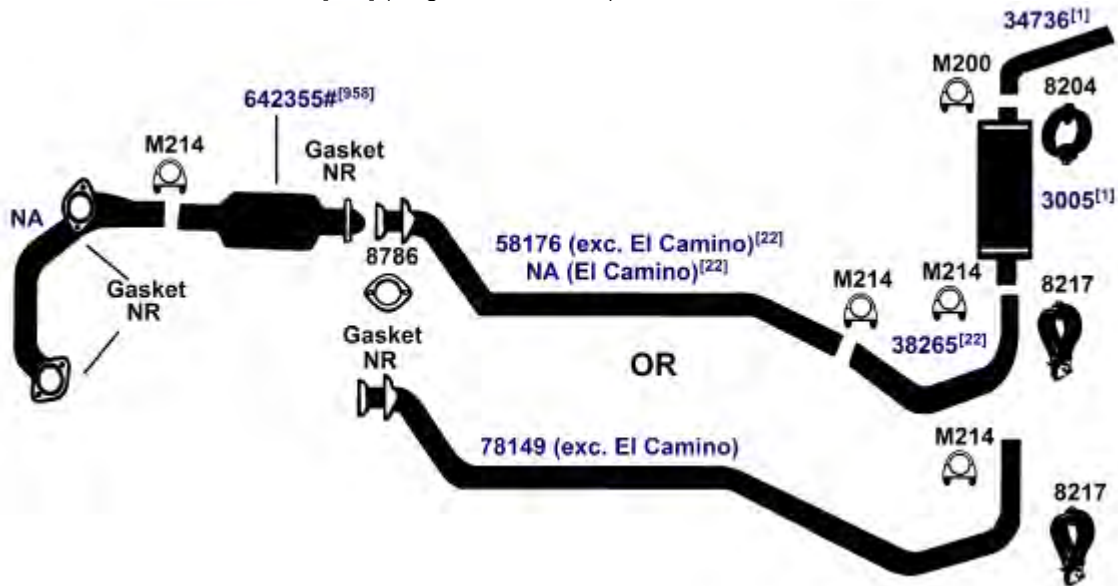 34736[1]
M200
8204
642355#[958]
M214
Gasket
NR
NA
3005[1]
58176 (exc. El Camino)[22]
NA (El Camino)[22]
8786
M214
M214
8217
Gasket
NR
Gasket
NR
38265[22]
OR
78149 (exc. El Camino)
M214
8217